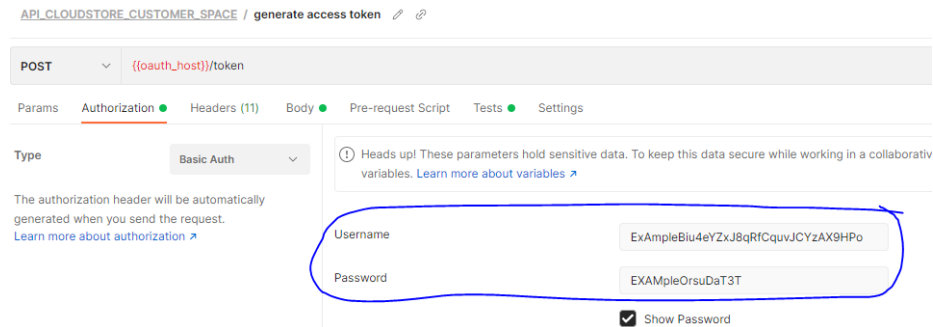 API_CLOUDSTORE_CUSTOMER_SPACE / generate access token
POST {{oauth_host}}/token
Params Authorization Headers (11) Body Pre-request Script Tests Settings
Type Basic Auth
The authorization header will be automatically
generated when you send the request.
Learn more about authorization ↗
Heads up! These parameters hold sensitive data. To keep this data secure while working in a collaborativ
variables. Learn more about variables ↗
Username ExAmpleBiu4eYZxJ8qRfCquvJCYzAX9HPo
Password EXAMpleOrsuDaT3T
Show Password